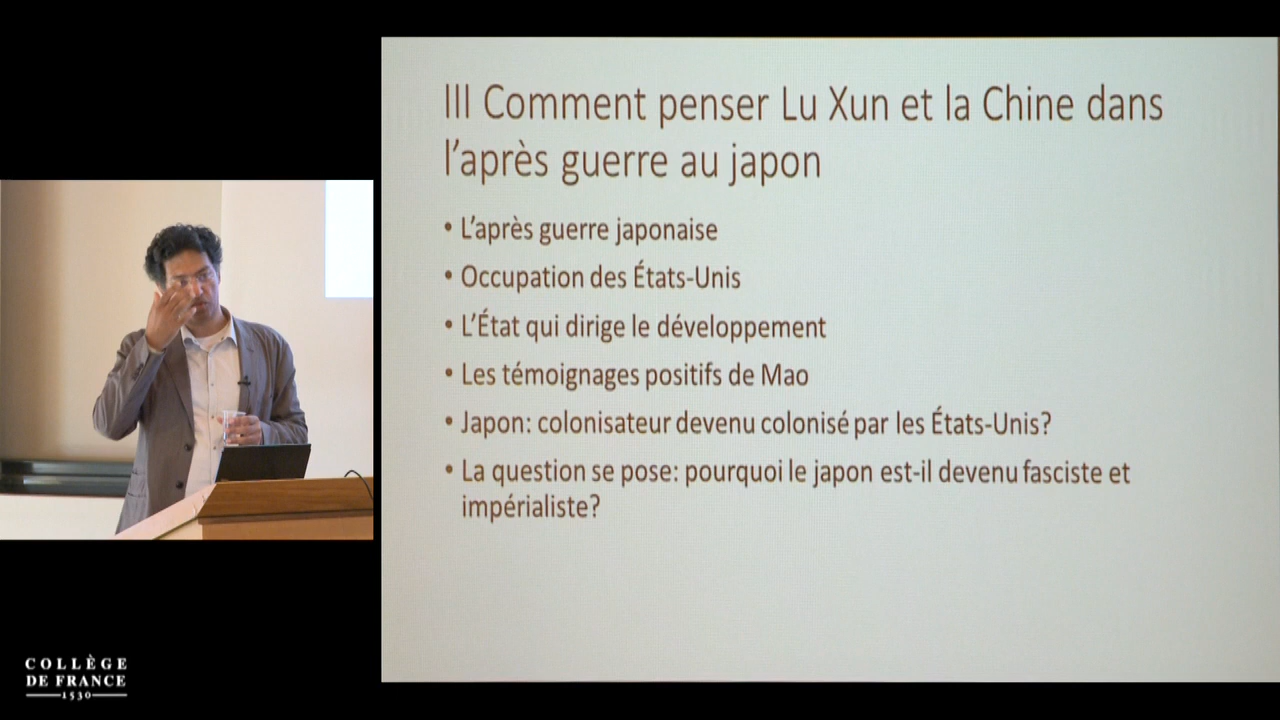 III Comment penser Lu Xun et la Chine dans
l'après guerre au japon
• L'après guerre japonaise
• Occupation des États-Unis
• L'État qui dirige le développement
• Les témoignages positifs de Mao
• Japon: colonisateur devenu colonisé par les États-Unis?
• La question se pose: pourquoi le japon est-il devenu fasciste et
impérialiste?
COLLÈGE
DE FRANCE
1530